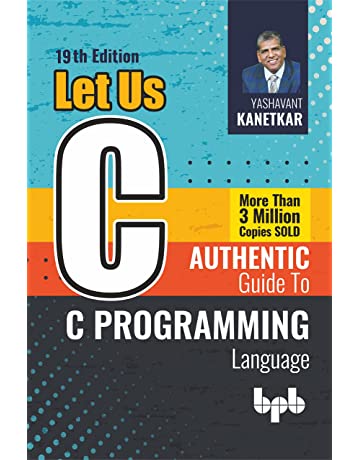 19th Edition
Let Us
C
YASHAVANT
KANETKAR
More Than
3 Million
Copies SOLD
AUTHENTIC
Guide To
C PROGRAMMING
Language
bpb